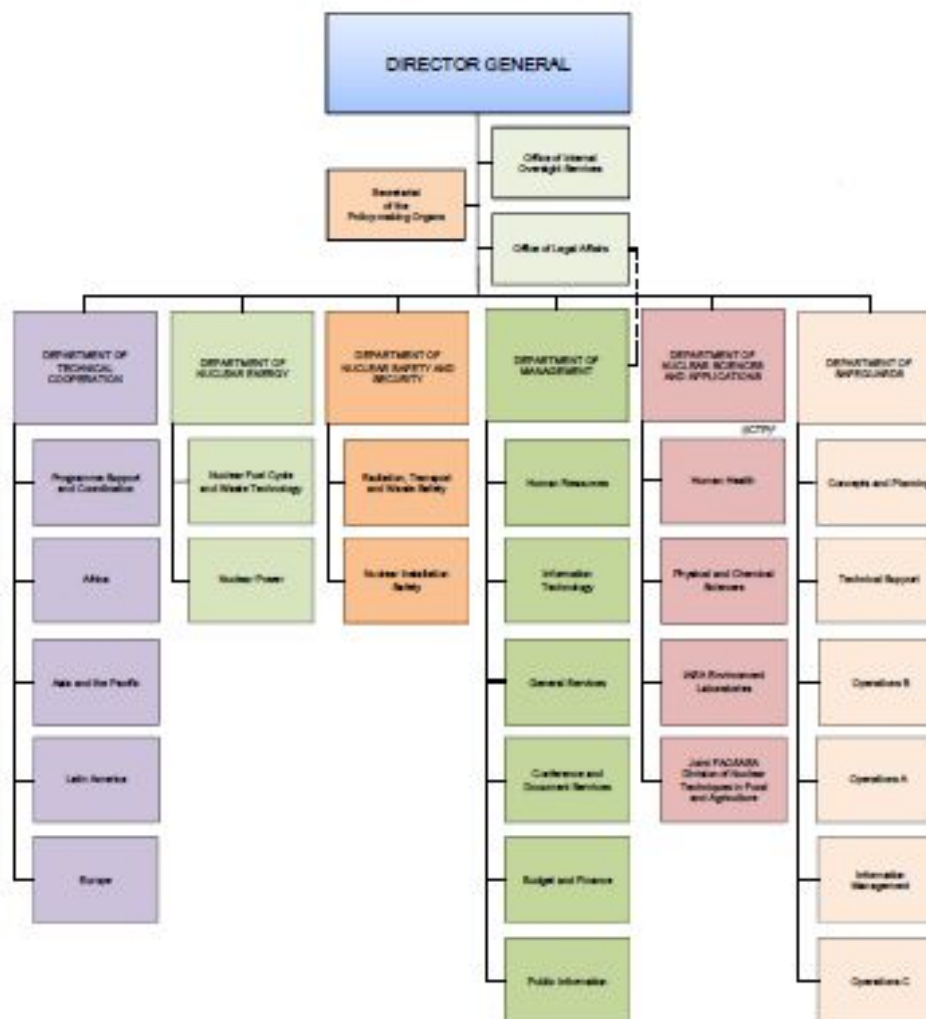 DIRECTOR GENERAL
Office of Internal
Oversight Services
Secretariat
of the
Policy-making Organs
Office of Legal Affairs
DEPARTMENT OF
TECHNICAL
COOPERATION
DEPARTMENT OF
NUCLEAR ENERGY
DEPARTMENT OF
NUCLEAR SAFETY AND
SECURITY
DEPARTMENT OF
MANAGEMENT
DEPARTMENT OF
NUCLEAR SCIENCES
AND APPLICATIONS
DEPARTMENT OF
SAFEGUARDS
Programme Support
and Coordination
Africa
Asia and the Pacific
Latin America
Europe
Nuclear Fuel Cycle
and Waste Technology
Nuclear Power
Radiation, Transport
and Waste Safety
Nuclear Installation
Safety
Human Resources
Information
Technology
General Services
Conference and
Document Services
Budget and Finance
Public Information
Human Health
Physical and Chemical
Sciences
IAEA Environment
Laboratories
Joint FAO/IAEA
Division of Nuclear
Techniques in Food
and Agriculture
Concepts and Planning
Technical Support
Operations B
Operations A
Information
Management
Operations C